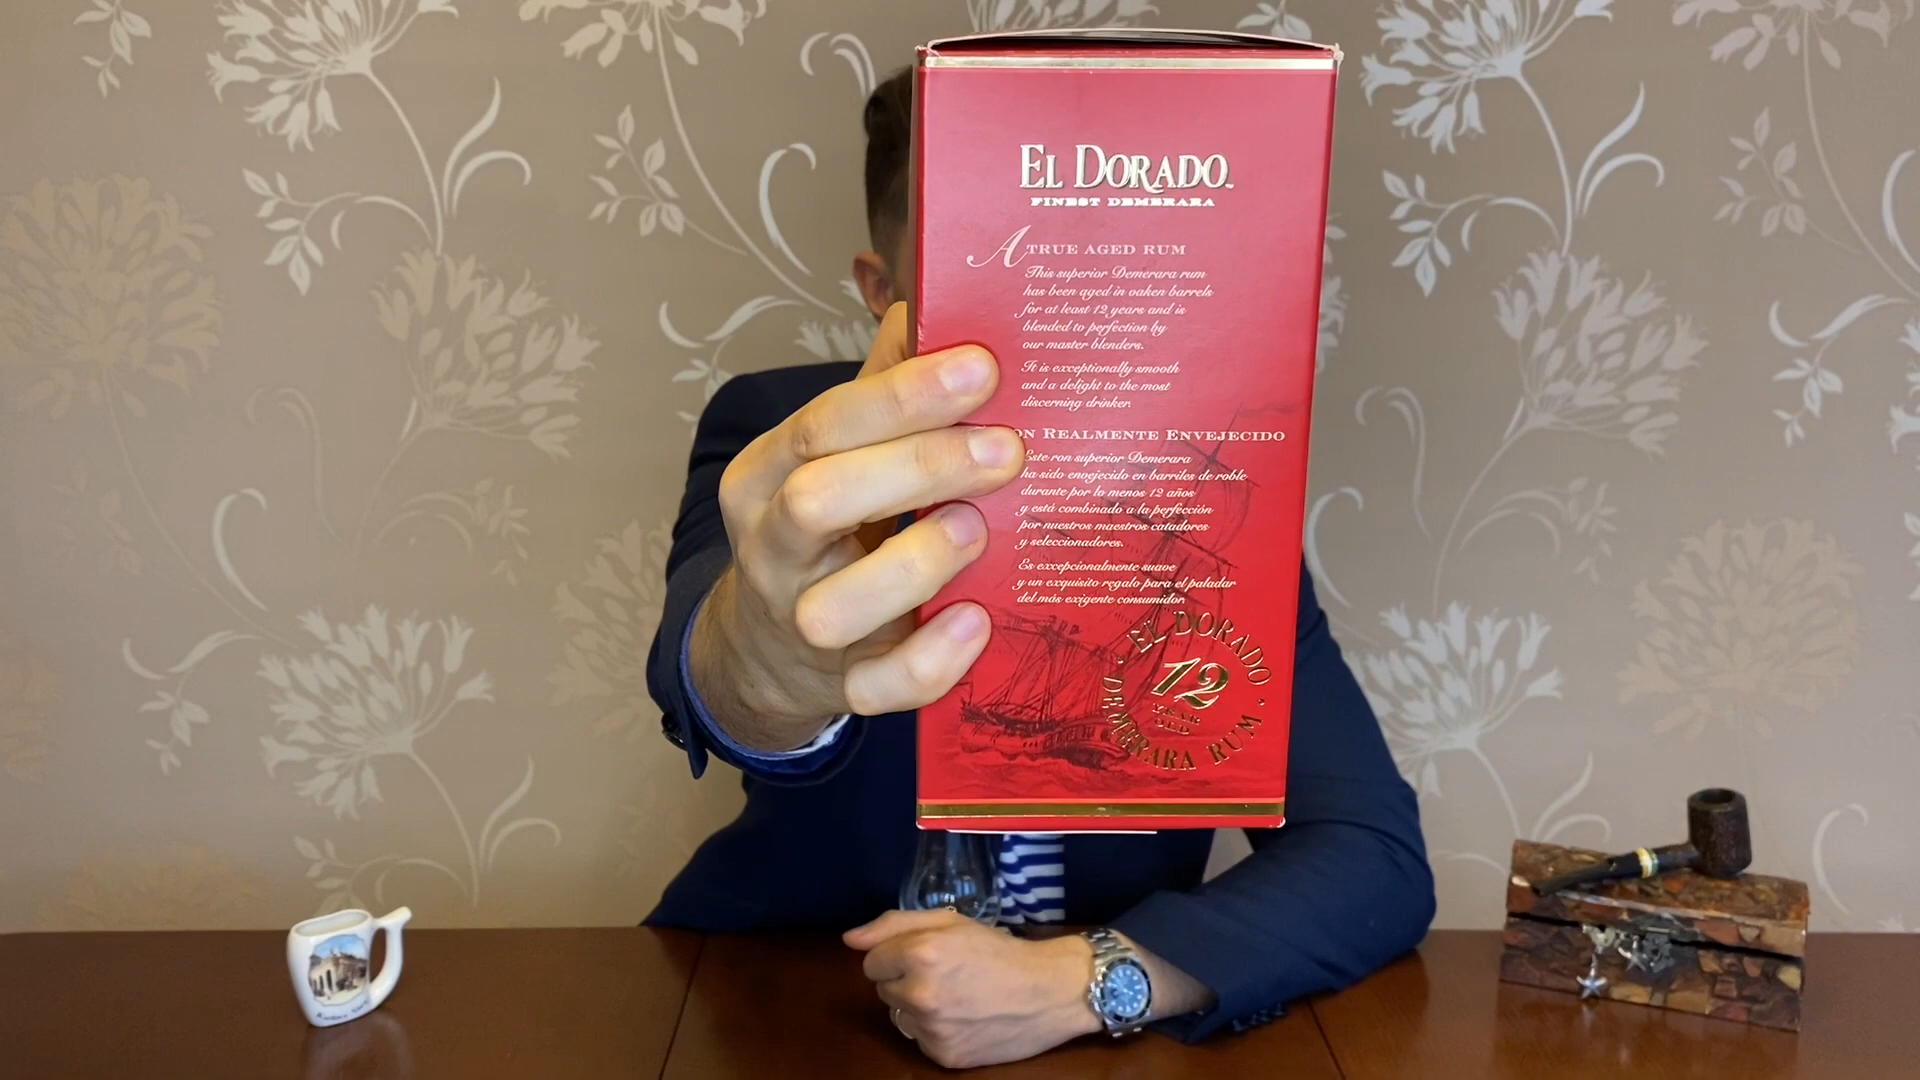 EL DORADO
FINEST DEMERARA
A TRUE AGED RUM
This superior Demerara rum
has been aged in oaken barrels
for at least 12 years and is
blended to perfection by
our master blenders.
It is exceptionally smooth
and a delight to the most
discerning drinker.
REALMENTE ENVEJECIDO
Este ron superior Demerara
ha sido envejecido en barriles de roble
durante por lo menos 12 años
y está combinado a la perfección
por nuestros maestros catadores
y seleccionadores.
Es excepcionalmente suave
y un exquisito regalo para el paladar
del más exigente consumidor.
EL DORADO
12
YEAR
OLD
DEMERARA RUM